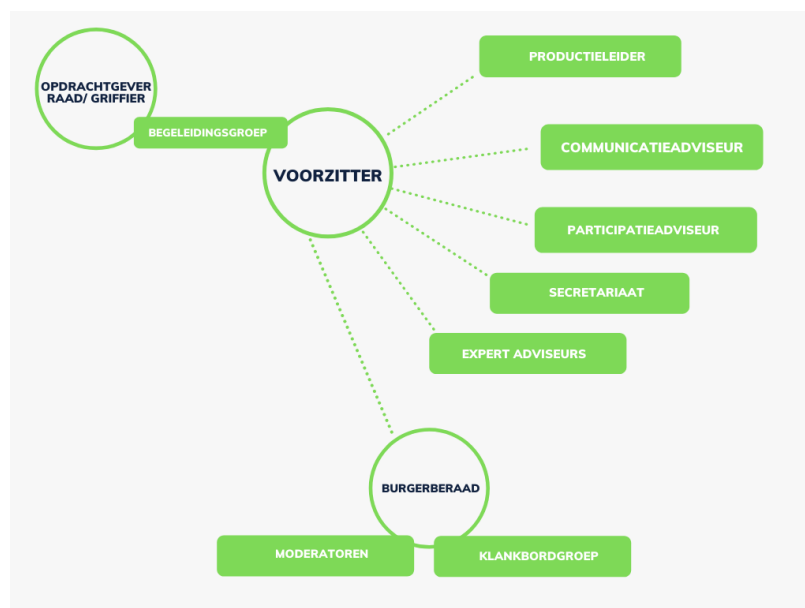 OPDRACHTGEVER
RAAD/ GRIFFIER
BEGELEIDINGSGROEP
VOORZITTER
PRODUCTIELEIDER
COMMUNICATIEADVISEUR
PARTICIPATIEADVISEUR
SECRETARIAAT
EXPERT ADVISEURS
BURGERBERAAD
MODERATOREN
KLANKBORDGROEP